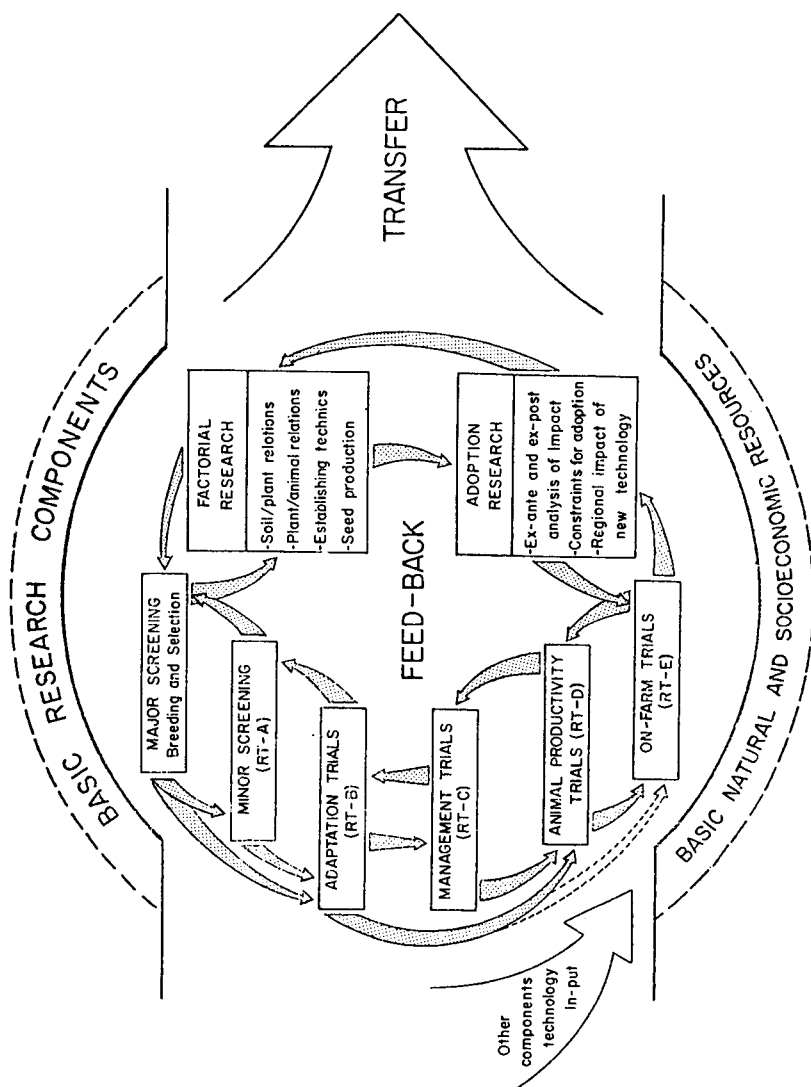 BASIC RESEARCH COMPONENTS
MAJOR SCREENING
Breeding and Selection
MINOR SCREENING
(RT-A)
ADAPTATION TRIALS
(RT-B)
MANAGEMENT TRIALS
(RT-C)
ANIMAL PRODUCTIVITY
TRIALS (RT-D)
ON-FARM TRIALS
(RT-E)
FACTORIAL
RESEARCH
-Soil/plant relations
-Plant/animal relations
-Establishing technics
-Seed production
FEED-BACK
ADOPTION
RESEARCH
-Ex-ante and ex-post
analysis of Impact
-Constraints for adoption
-Regional impact of
new technology
TRANSFER
Other
components
technology
In-put
BASIC NATURAL AND SOCIOECONOMIC RESOURCES